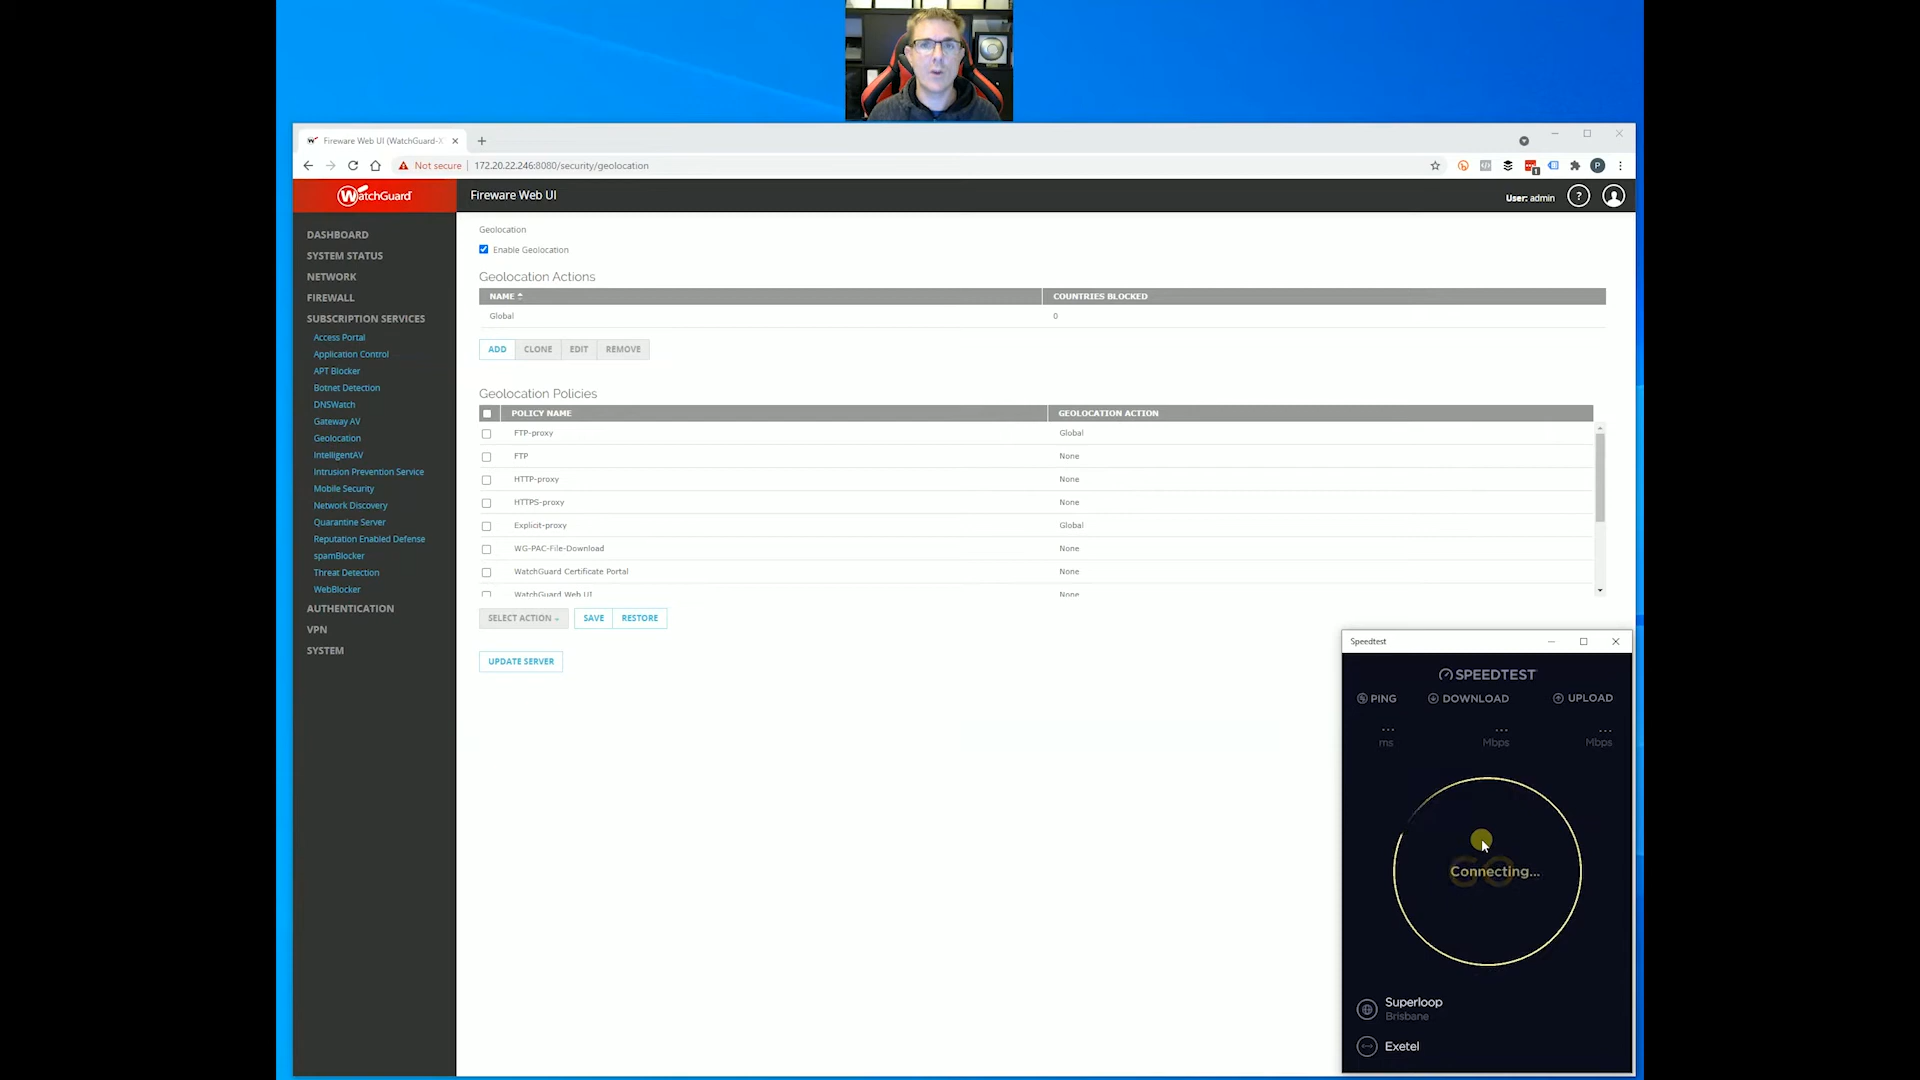 Fireware Web UI (WatchGuard-X
Not secure
172.20.22.246:8080/security/geolocation
WatchGuard
Fireware Web UI
User: admin
?
DASHBOARD
SYSTEM STATUS
NETWORK
FIREWALL
SUBSCRIPTION SERVICES
Access Portal
Application Control
APT Blocker
Botnet Detection
DNSWatch
Gateway AV
Geolocation
IntelligentAV
Intrusion Prevention Service
Mobile Security
Network Discovery
Quarantine Server
Reputation Enabled Defense
spamBlocker
Threat Detection
WebBlocker
AUTHENTICATION
VPN
SYSTEM
Geolocation
Enable Geolocation
Geolocation Actions
NAME COUNTRIES BLOCKED
Global 0
ADD CLONE EDIT REMOVE
Geolocation Policies
POLICY NAME GEOLOCATION ACTION
FTP-proxy Global
FTP None
HTTP-proxy None
HTTPS-proxy None
Explicit-proxy Global
WG-PAC-File-Download None
WatchGuard Certificate Portal None
WatchGuard Web UI None
SELECT ACTION SAVE RESTORE
UPDATE SERVER
Speedtest
SPEEDTEST
PING DOWNLOAD UPLOAD
... ... ...
ms Mbps Mbps
GO
Connecting...
Superloop
Brisbane
Exetel